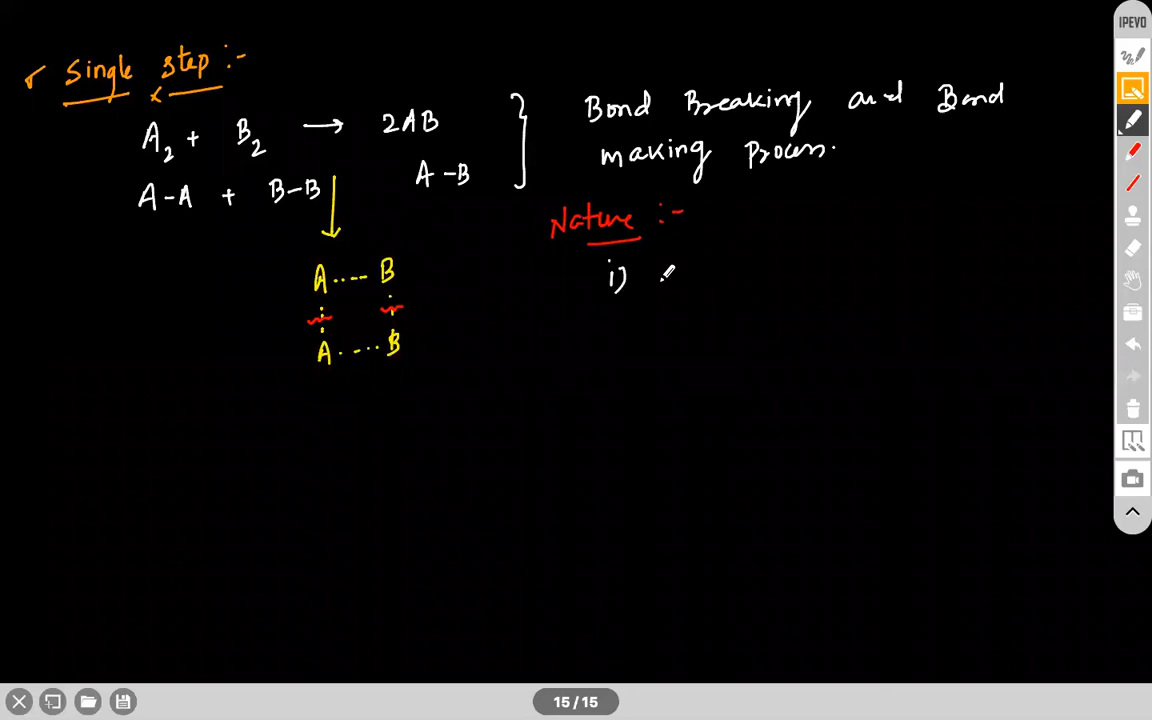 Single step :-
A2 + B2 → 2AB
A-A + B-B A-B
Bond Breaking and Bond
making Process.
Nature :-
i)
A ..... B
A ..... B
IPEVO
15 / 15